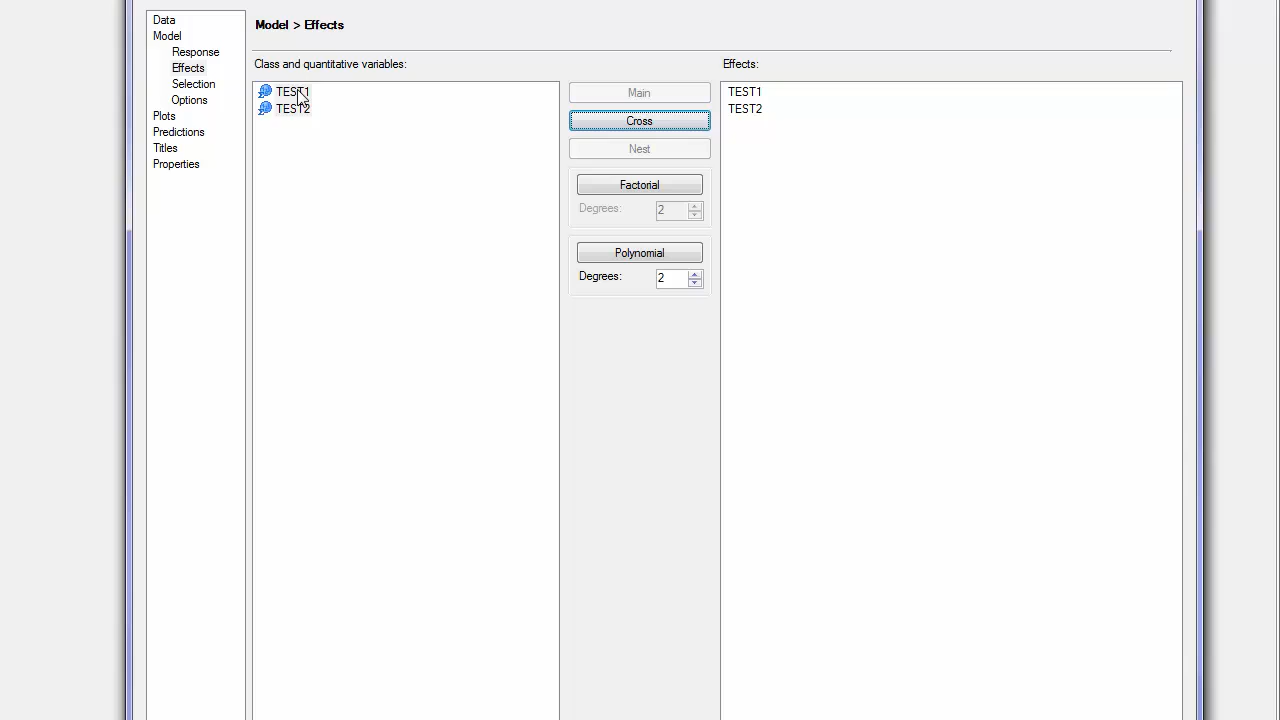 Data
Model
Response
Effects
Selection
Options
Plots
Predictions
Titles
Properties
Model > Effects
Class and quantitative variables:
TEST1
TEST2
Main
Cross
Nest
Factorial
Degrees: 2
Polynomial
Degrees: 2
Effects:
TEST1
TEST2